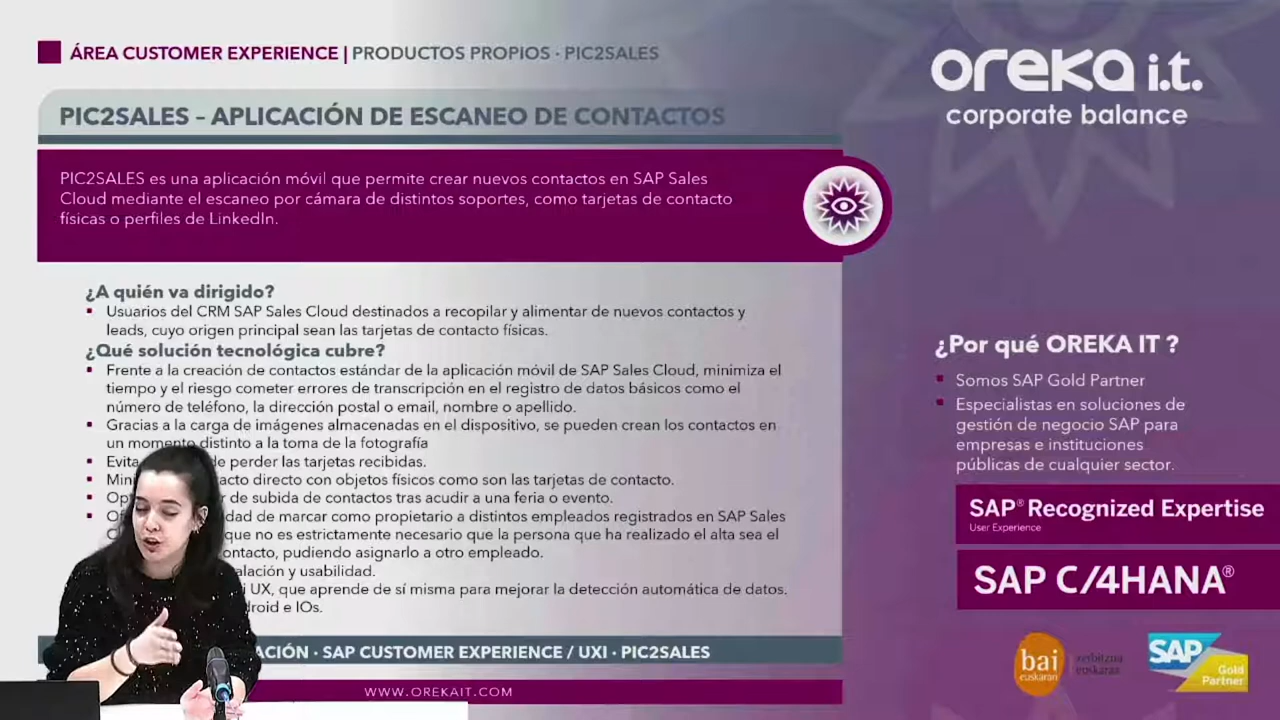 ÁREA CUSTOMER EXPERIENCE | PRODUCTOS PROPIOS · PIC2SALES
PIC2SALES – APLICACIÓN DE ESCANEO DE CONTACTOS
PIC2SALES es una aplicación móvil que permite crear nuevos contactos en SAP Sales
Cloud mediante el escaneo por cámara de distintos soportes, como tarjetas de contacto
físicas o perfiles de LinkedIn.
¿A quién va dirigido?
Usuarios del CRM SAP Sales Cloud destinados a recopilar y alimentar de nuevos contactos y
leads, cuyo origen principal sean las tarjetas de contacto físicas.
¿Qué solución tecnológica cubre?
Frente a la creación de contactos estándar de la aplicación móvil de SAP Sales Cloud, minimiza el
tiempo y el riesgo cometer errores de transcripción en el registro de datos básicos como el
número de teléfono, la dirección postal o email, nombre o apellido.
Gracias a la carga de imágenes almacenadas en el dispositivo, se pueden crean los contactos en
un momento distinto a la toma de la fotografía
Evita de perder las tarjetas recibidas.
directo con objetos físicos como son las tarjetas de contacto.
de subida de contactos tras acudir a una feria o evento.
de marcar como propietario a distintos empleados registrados en SAP Sales
que no es estrictamente necesario que la persona que ha realizado el alta sea el
pudiendo asignarlo a otro empleado.
y usabilidad.
UX, que aprende de sí misma para mejorar la detección automática de datos.
e IOs.
· SAP CUSTOMER EXPERIENCE / UXI · PIC2SALES
WWW.OREKAIT.COM
oreka i.t.
corporate balance
¿Por qué OREKA IT ?
Somos SAP Gold Partner
Especialistas en soluciones de
gestión de negocio SAP para
empresas e instituciones
públicas de cualquier sector.
SAP® Recognized Expertise
User Experience
SAP C/4HANA®
bai
euskarari
zerbitzua
euskaraz
SAP
Gold
Partner